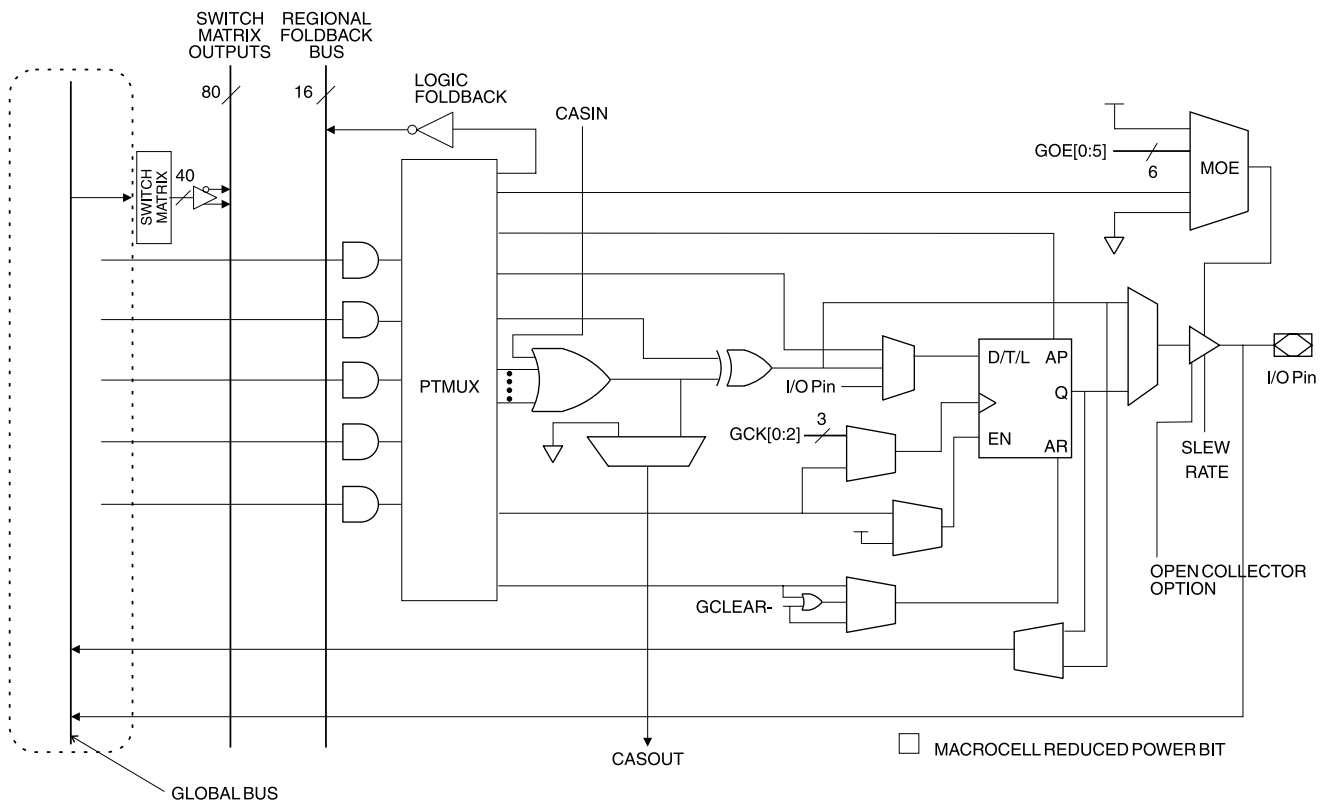 SWITCH
MATRIX
OUTPUTS
REGIONAL
FOLDBACK
BUS
80
16
LOGIC
FOLDBACK
CASIN
GOE[0:5]
6
MOE
SWITCH
MATRIX
40
PTMUX
D/T/L
AP
Q
EN
AR
I/O Pin
I/O Pin
GCK[0:2]
3
SLEW
RATE
OPEN COLLECTOR
OPTION
GCLEAR-
CASOUT
MACROCELL REDUCED POWER BIT
GLOBAL BUS